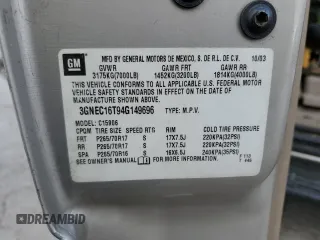 GM
MFG BY GENERAL MOTORS DE MEXICO, S. DE R.L. DE C.V. 10/03
GVWR GAWR FRT GAWR RR
3175KG(7000LB) 1452KG(3200LB) 1814KG(4000LB)
THIS VEHICLE CONFORMS TO ALL APPLICABLE U.S. FEDERAL MOTOR
VEHICLE SAFETY STANDARDS IN EFFECT ON THE DATE OF
MANUFACTURE SHOWN ABOVE.
3GNEC16T94G149696 TYPE: M.P.V.
MODEL: C15906
TIRE SIZE SPEED RTG RIM COLD TIRE PRESSURE
FRT P265/70R17 S 17X7.5J 220KPA(32PSI)
RR P265/70R17 S 17X7.5J 220KPA(32PSI)
SPA P265/70R16 S 16X6.5J 240KPA(35PSI)
SEE OWNER'S MANUAL
AUTOBIDMASTER